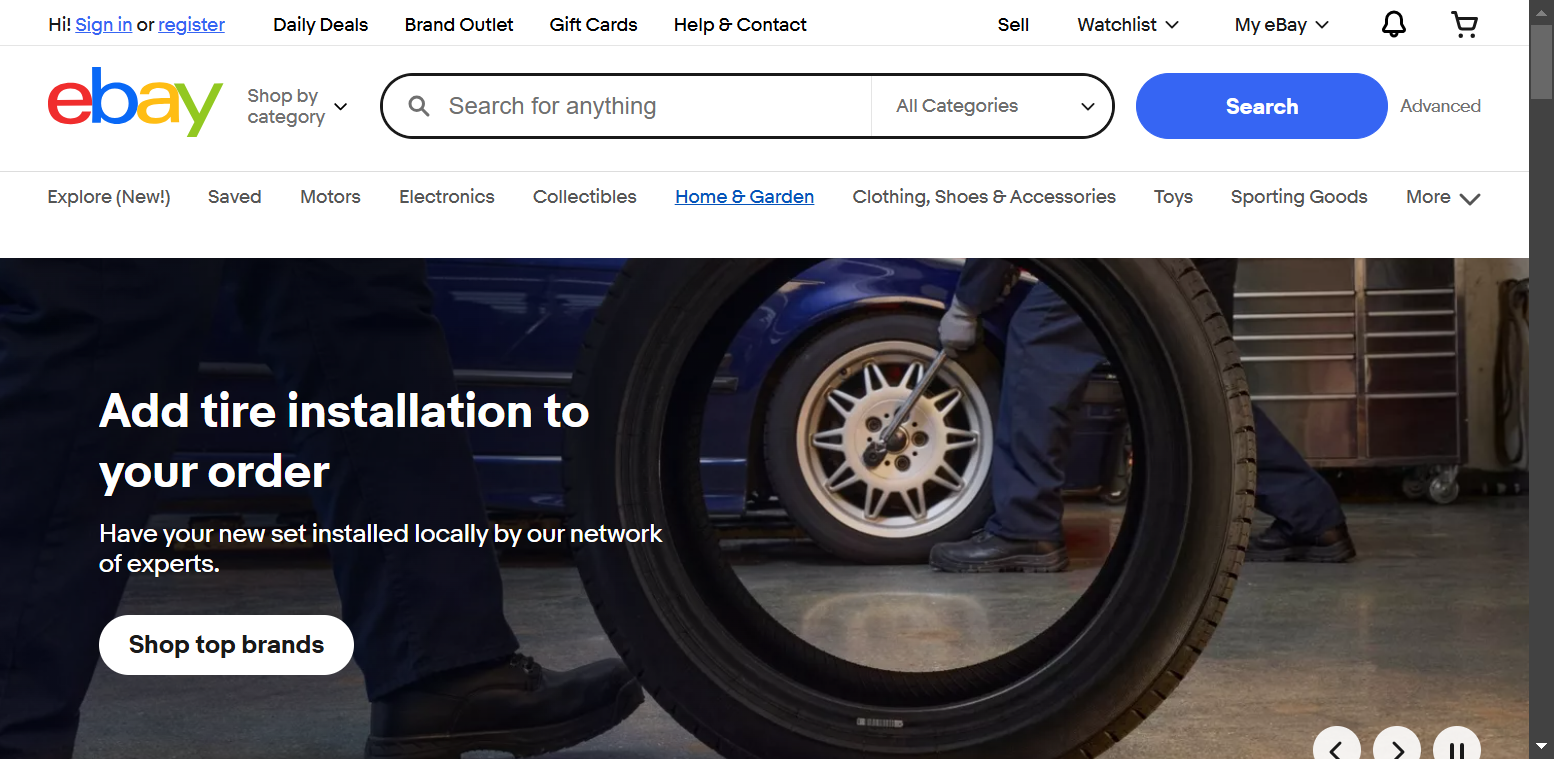 Hi! Sign in or register Daily Deals Brand Outlet Gift Cards Help & Contact Sell Watchlist My eBay
ebay
Shop by
category
Search for anything
All Categories
Search
Advanced
Explore (New!) Saved Motors Electronics Collectibles Home & Garden Clothing, Shoes & Accessories Toys Sporting Goods More
Add tire installation to
your order
Have your new set installed locally by our network
of experts.
Shop top brands